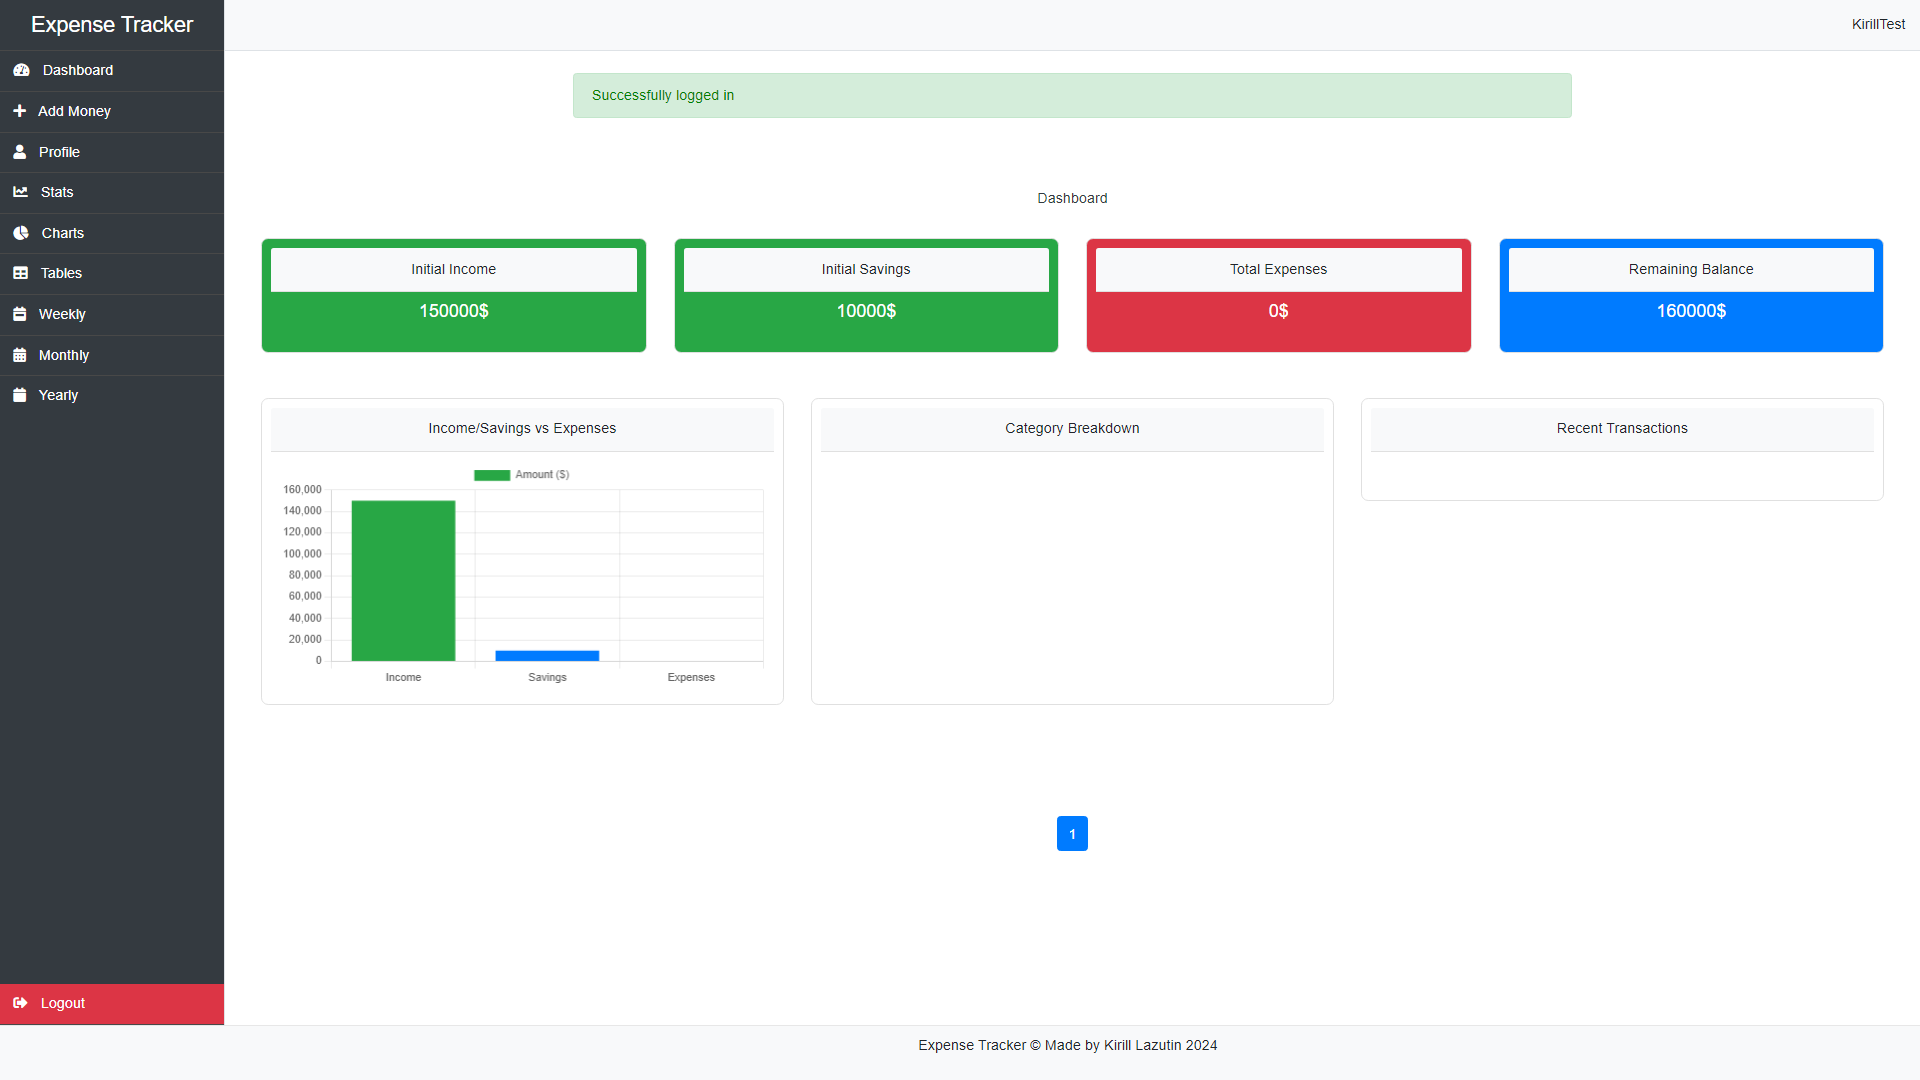 Expense Tracker
KirillTest
Dashboard
Add Money
Profile
Stats
Charts
Tables
Weekly
Monthly
Yearly
Logout
Successfully logged in
Dashboard
Initial Income
150000$
Initial Savings
10000$
Total Expenses
0$
Remaining Balance
160000$
Income/Savings vs Expenses
Amount ($)
160,000
140,000
120,000
100,000
80,000
60,000
40,000
20,000
0
Income Savings Expenses
Category Breakdown
Recent Transactions
1
Expense Tracker © Made by Kirill Lazutin 2024